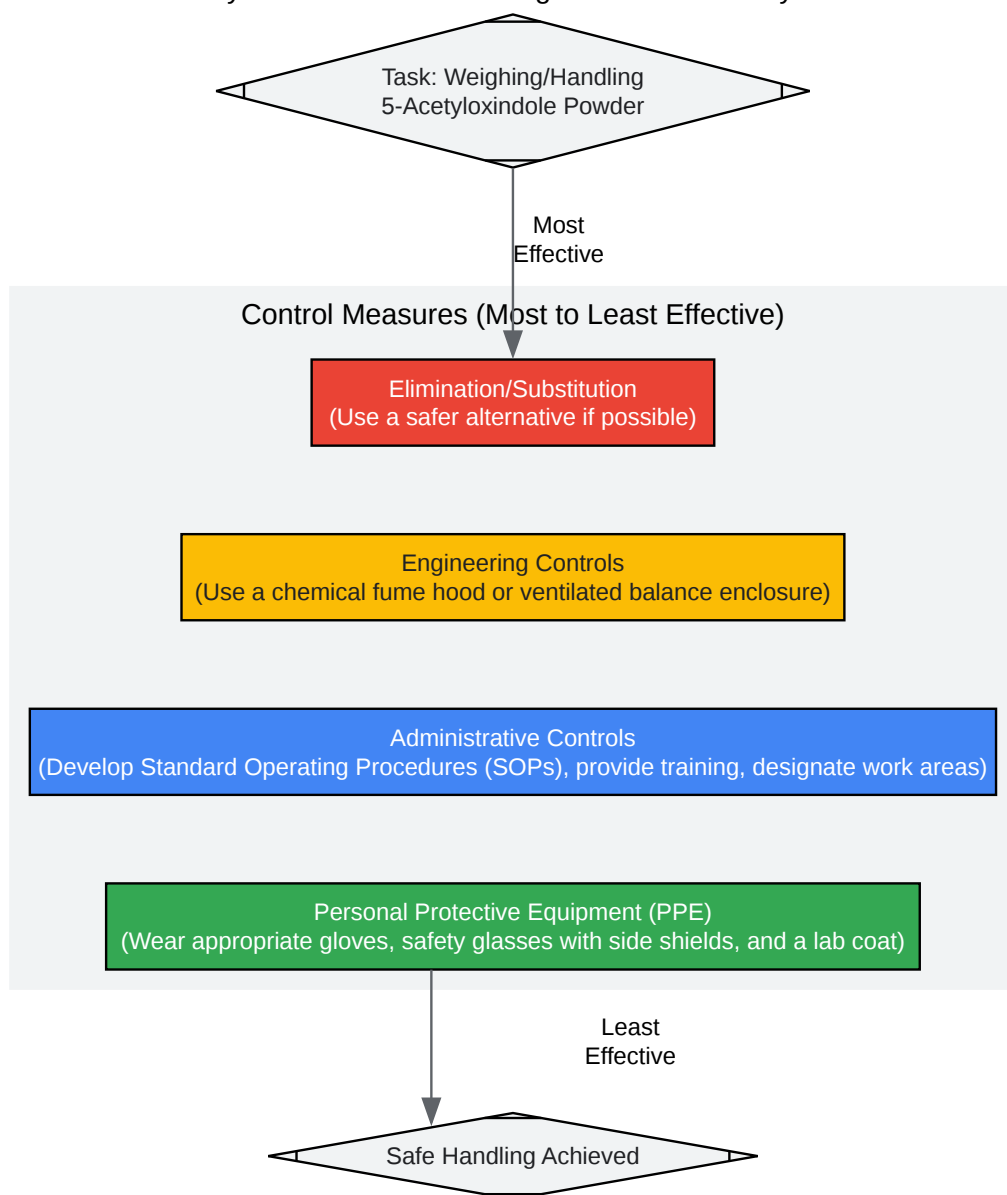 Task: Weighing/Handling
5-Acetyloxindole Powder
Most
Effective
Control Measures (Most to Least Effective)
Elimination/Substitution
(Use a safer alternative if possible)
Engineering Controls
(Use a chemical fume hood or ventilated balance enclosure)
Administrative Controls
(Develop Standard Operating Procedures (SOPs), provide training, designate work areas)
Personal Protective Equipment (PPE)
(Wear appropriate gloves, safety glasses with side shields, and a lab coat)
Least
Effective
Safe Handling Achieved